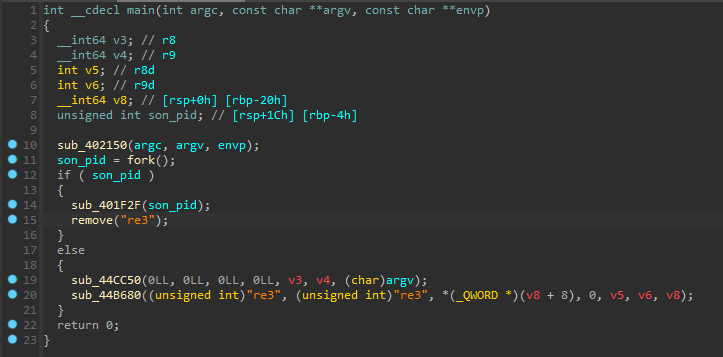 1 int __cdecl main(int argc, const char **argv, const char **envp)
2 {
3 __int64 v3; // r8
4 __int64 v4; // r9
5 int v5; // r8d
6 int v6; // r9d
7 __int64 v8; // [rsp+0h] [rbp-20h]
8 unsigned int son_pid; // [rsp+1Ch] [rbp-4h]
9
10 sub_402150(argc, argv, envp);
11 son_pid = fork();
12 if ( son_pid )
13 {
14 sub_401F2F(son_pid);
15 remove("re3");
16 }
17 else
18 {
19 sub_44CC50(0LL, 0LL, 0LL, 0LL, v3, v4, (char)argv);
20 sub_44B680((unsigned int)"re3", (unsigned int)"re3", *(_QWORD *)(v8 + 8), 0, v5, v6, v8);
21 }
22 return 0;
23 }